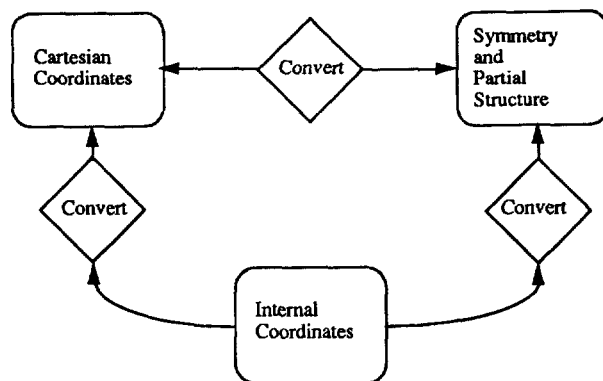 Cartesian
Coordinates
Convert
Symmetry
and
Partial
Structure
Convert
Convert
Internal
Coordinates